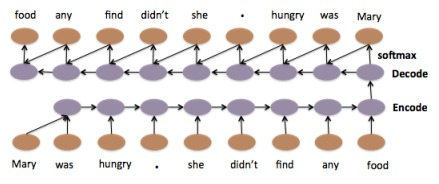 food any find didn't she . hungry was Mary
softmax
Decode
Encode
Mary was hungry . she didn't find any food